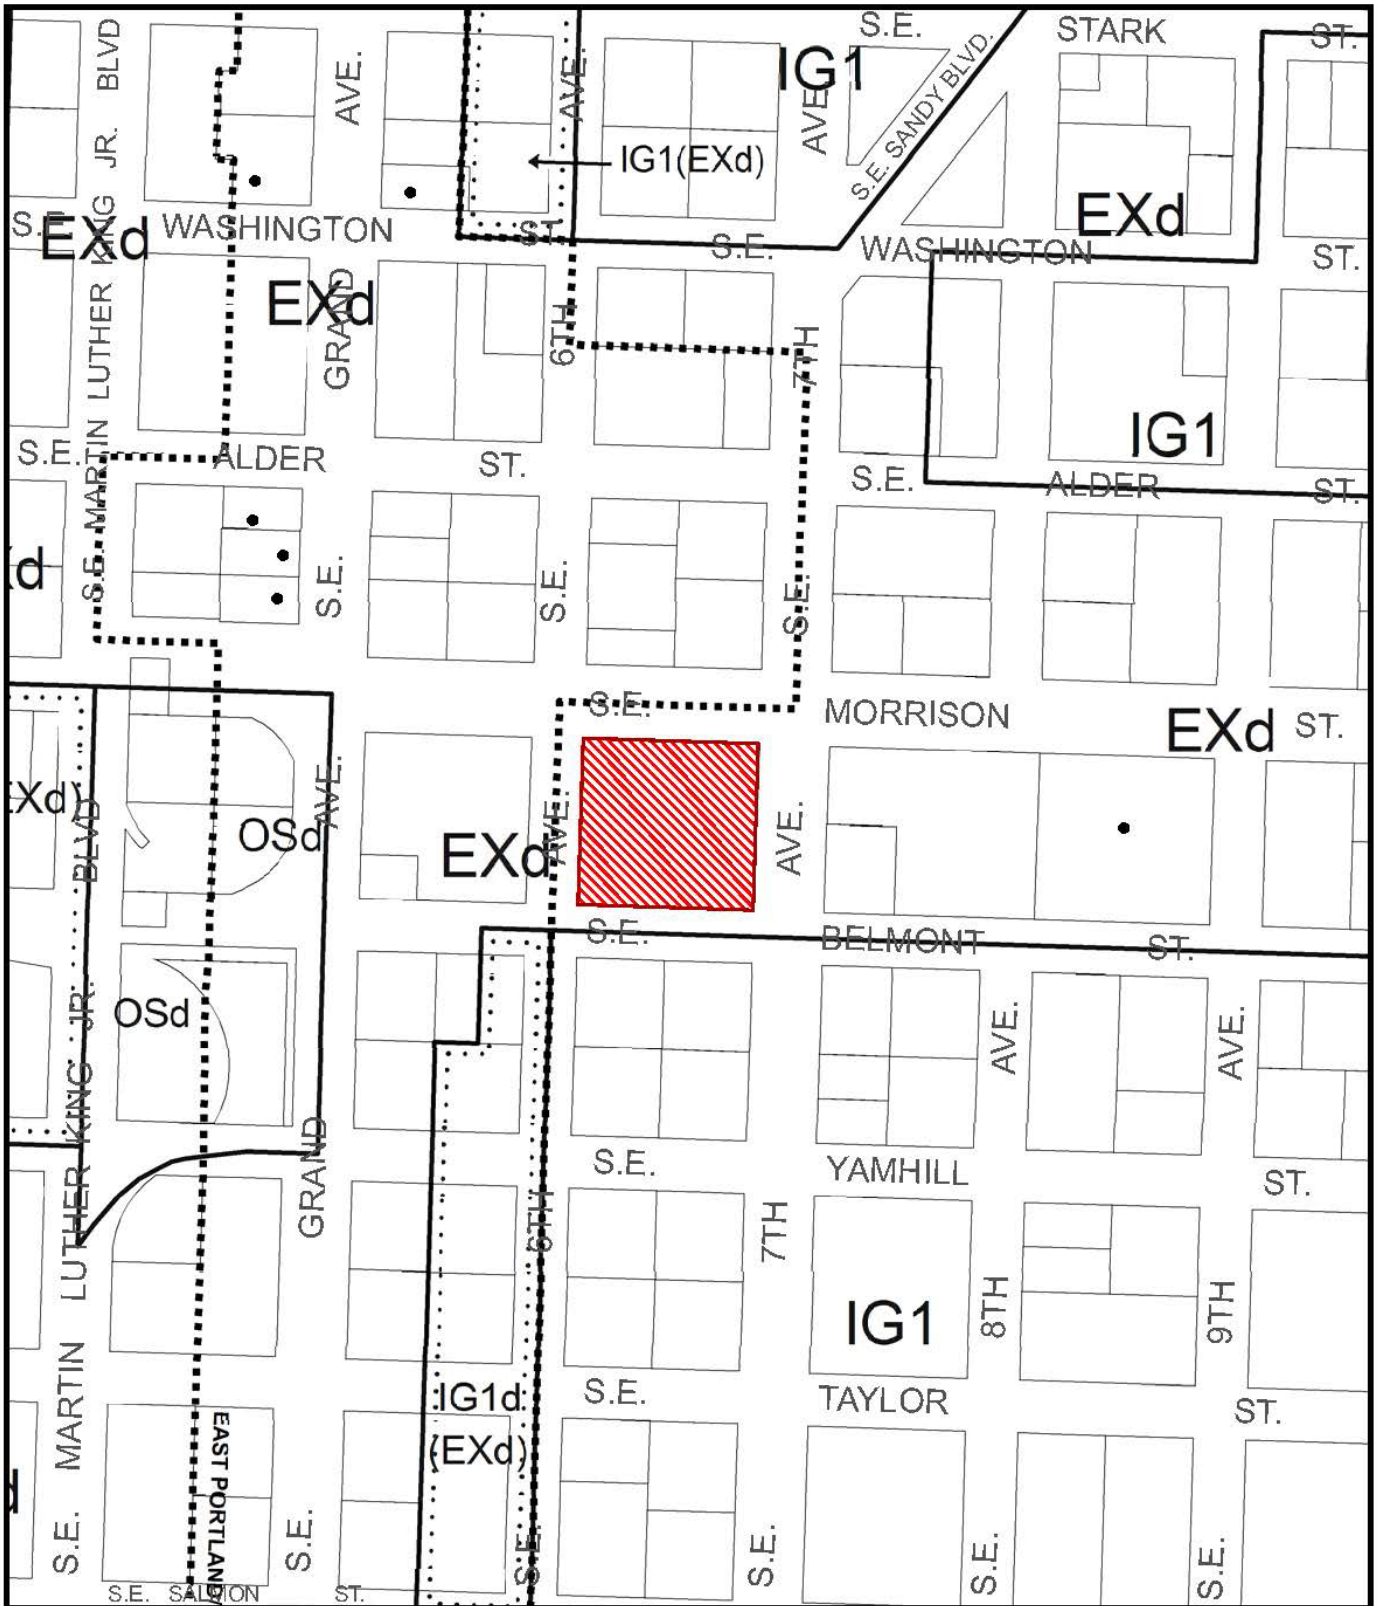 S.E.
STARK
ST.
IG1
S.E. SANDY BLVD.
AVE.
AVE.
AVE.
S.E. MARTIN LUTHER KING JR. BLVD
IG1(EXd)
EXd
S.E.
EXd
WASHINGTON
ST.
S.E.
WASHINGTON
ST.
EXd
GRAND
6TH
7TH
IG1
S.E.
ALDER
ST.
S.E.
ALDER
ST.
S.E.
S.E.
S.E.
S.E.
MORRISON
EXd
ST.
EXd)
OSd
AVE.
EXd
AVE.
AVE.
S.E.
BELMONT
ST.
OSd
AVE.
AVE.
S.E. MARTIN LUTHER KING JR. BLVD
GRAND
S.E.
YAMHILL
ST.
6TH
7TH
IG1
8TH
9TH
IG1d
(EXd)
S.E.
TAYLOR
ST.
EAST PORTLAND
S.E.
S.E.
S.E.
S.E.
S.E.
S.E. SALMON ST.